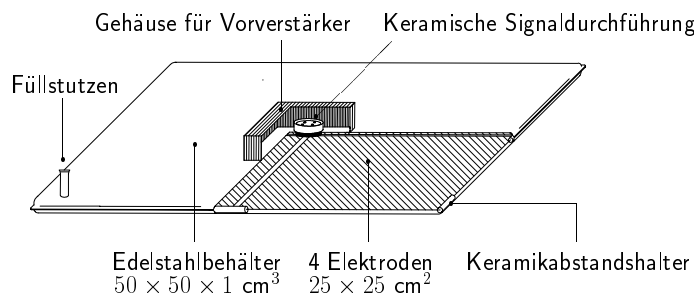 Gehäuse für Vorverstärker
Keramische Signaldurchführung
Füllstutzen
Edelstahlbehälter
50 × 50 × 1 cm³
4 Elektroden
25 × 25 cm²
Keramikabstandshalter